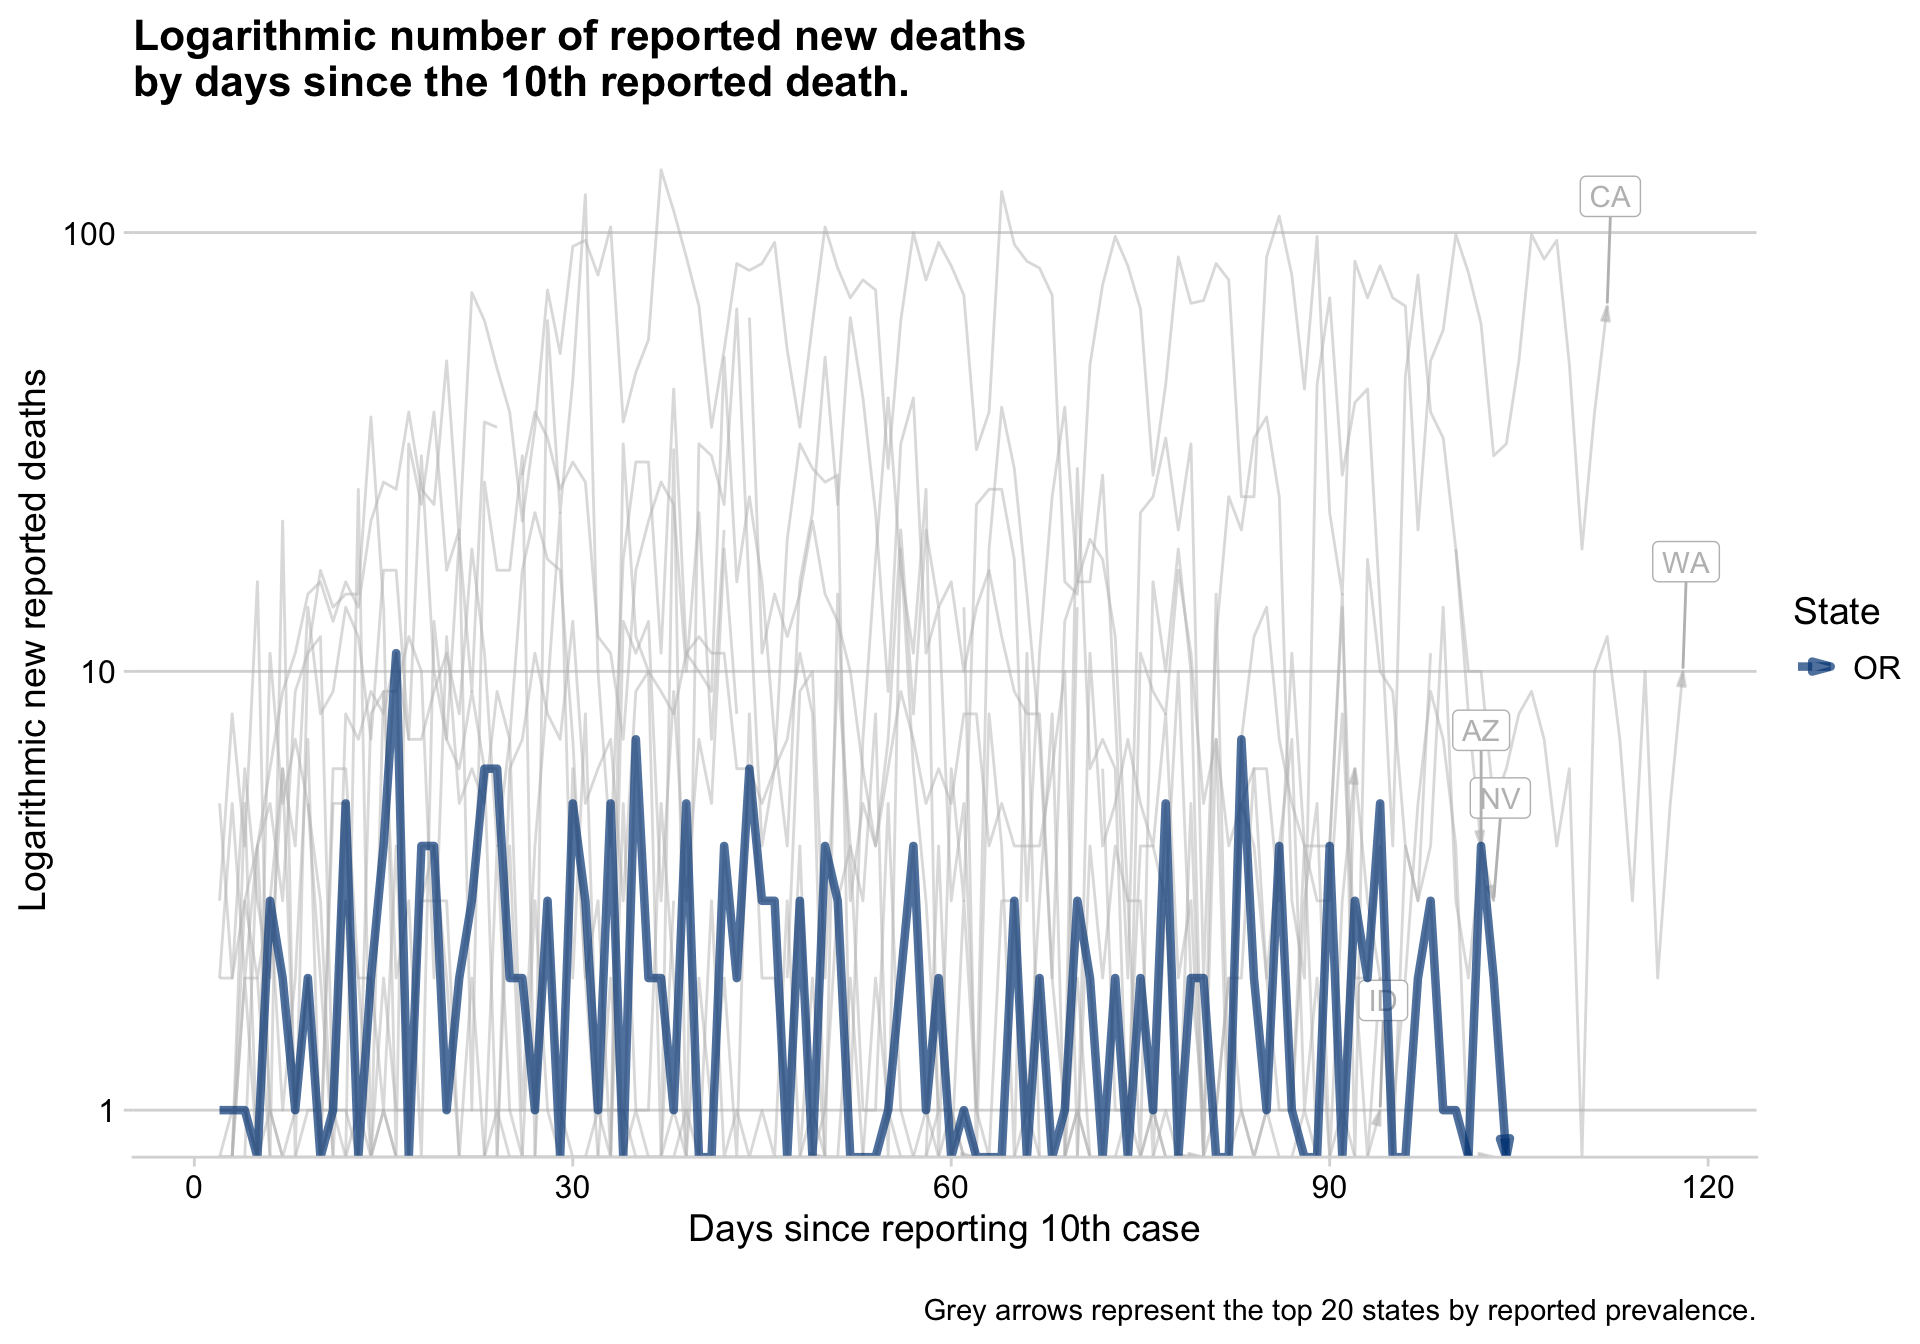 Logarithmic number of reported new deaths
by days since the 10th reported death.
Logarithmic new reported deaths
100
10
1
CA
WA
AZ
NV
ID
State
OR
0
30
60
90
120
Days since reporting 10th case
Grey arrows represent the top 20 states by reported prevalence.